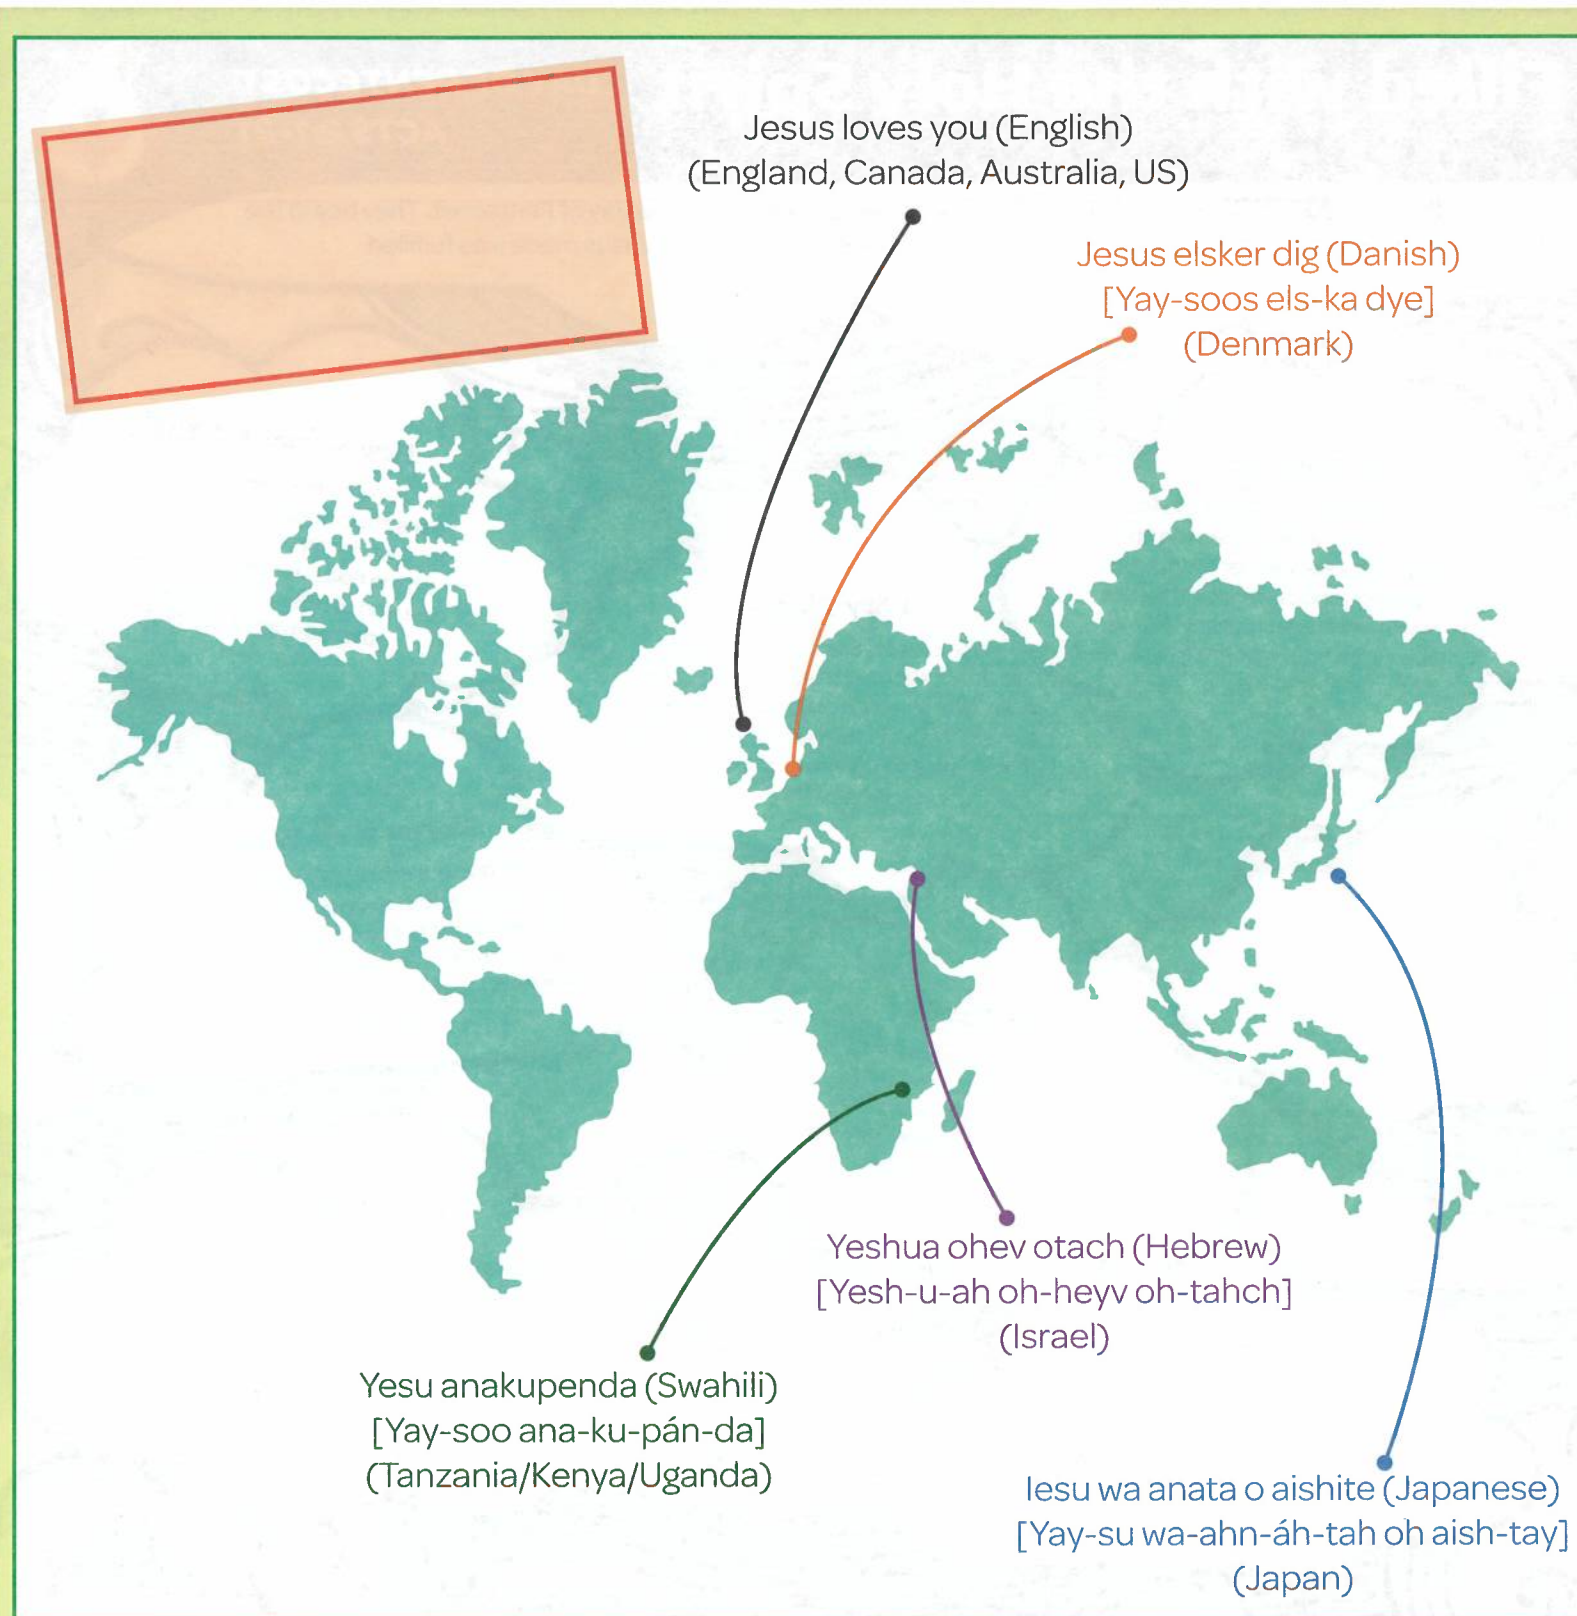 Jesus loves you (English)
(England, Canada, Australia, US)
Jesus elsker dig (Danish)
[Yay-soos els-ka dye]
(Denmark)
Yeshua ohev otach (Hebrew)
[Yesh-u-ah oh-heyv oh-tahch]
(Israel)
Yesu anakupenda (Swahili)
[Yay-soo ana-ku-pán-da]
(Tanzania/Kenya/Uganda)
Iesu wa anata o aishite (Japanese)
[Yay-su wa-ahn-áh-tah oh aish-tay]
(Japan)